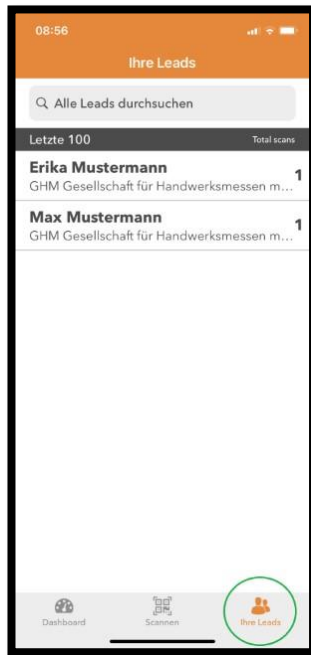 08:56
Ihre Leads
Alle Leads durchsuchen
Letzte 100 Total scans
Erika Mustermann 1
GHM Gesellschaft für Handwerksmessen m...
Max Mustermann 1
GHM Gesellschaft für Handwerksmessen m...
Dashboard Scannen Ihre Leads